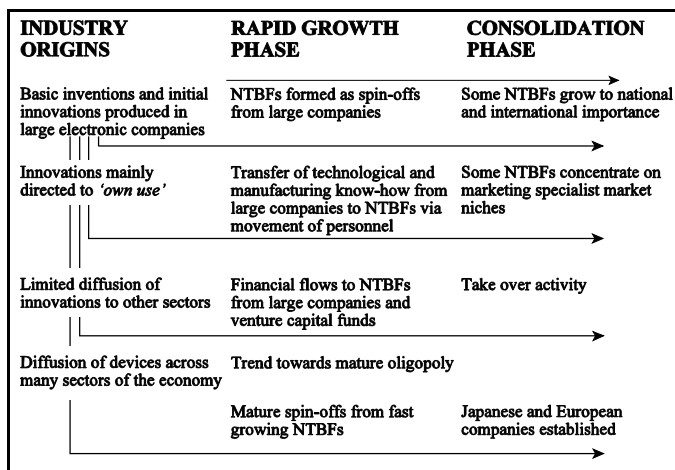 INDUSTRY
ORIGINS
RAPID GROWTH
PHASE
CONSOLIDATION
PHASE
Basic inventions and initial
innovations produced in
large electronic companies
NTBFs formed as spin-offs
from large companies
Some NTBFs grow to national
and international importance
Innovations mainly
directed to 'own use'
Transfer of technological and
manufacturing know-how from
large companies to NTBFs via
movement of personnel
Some NTBFs concentrate on
marketing specialist market
niches
Limited diffusion of
innovations to other sectors
Financial flows to NTBFs
from large companies and
venture capital funds
Take over activity
Diffusion of devices across
many sectors of the economy
Trend towards mature oligopoly
Mature spin-offs from fast
growing NTBFs
Japanese and European
companies established